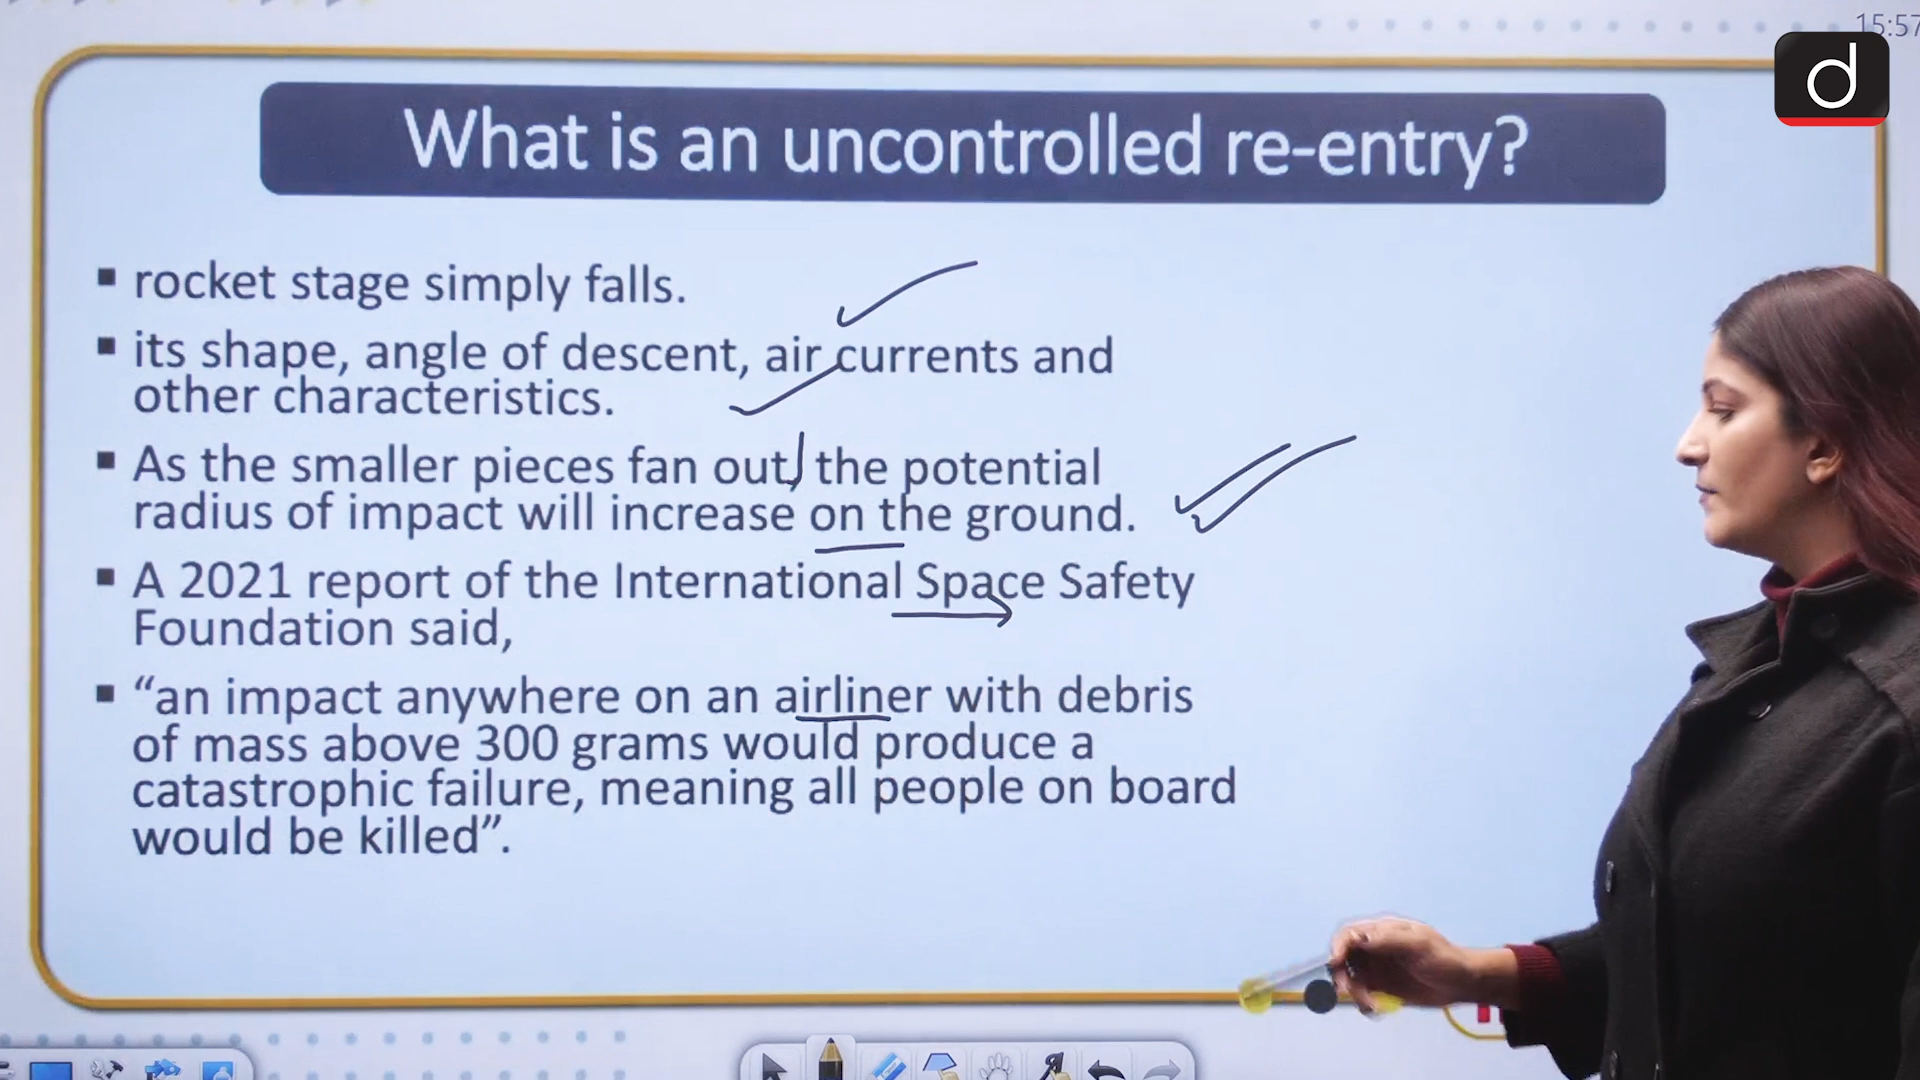 15:57
d
What is an uncontrolled re-entry?
▪ rocket stage simply falls.
▪ its shape, angle of descent, air currents and
other characteristics.
▪ As the smaller pieces fan out, the potential
radius of impact will increase on the ground.
▪ A 2021 report of the International Space Safety
Foundation said,
▪ “an impact anywhere on an airliner with debris
of mass above 300 grams would produce a
catastrophic failure, meaning all people on board
would be killed”.